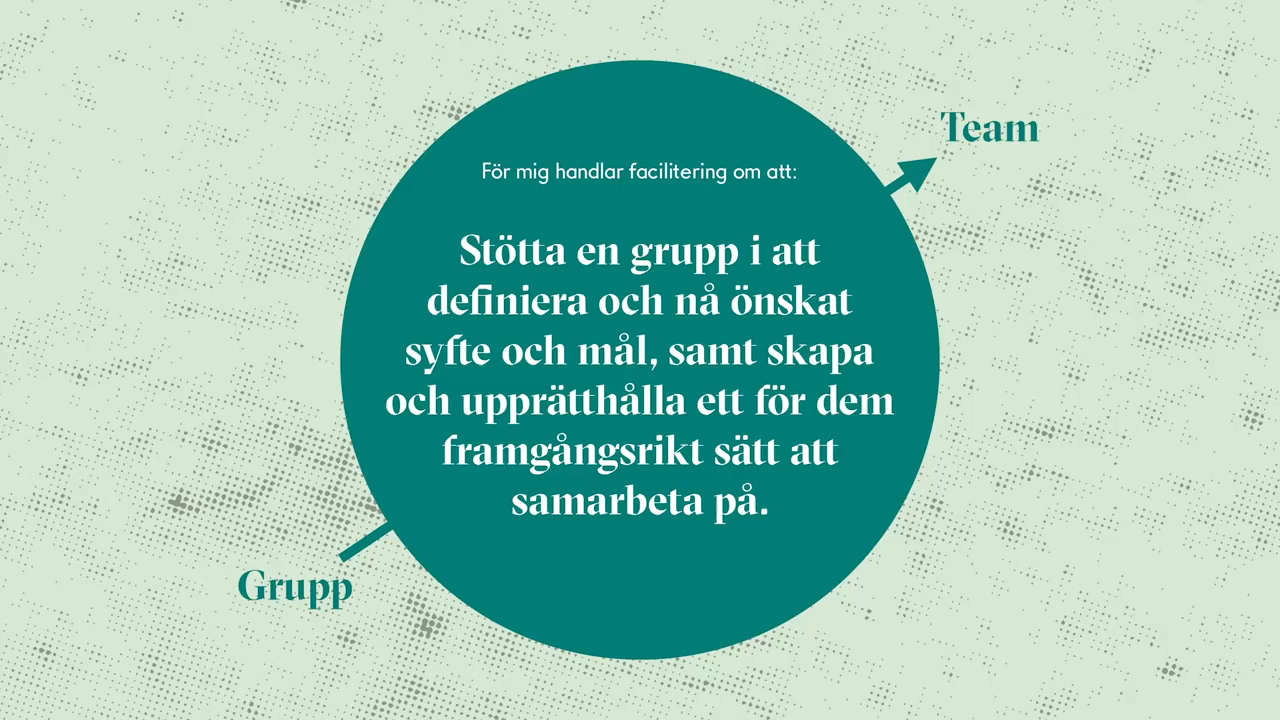 Team
För mig handlar facilitering om att:
Stötta en grupp i att
definiera och nå önskat
syfte och mål, samt skapa
och upprätthålla ett för dem
framgångsrikt sätt att
samarbeta på.
Grupp